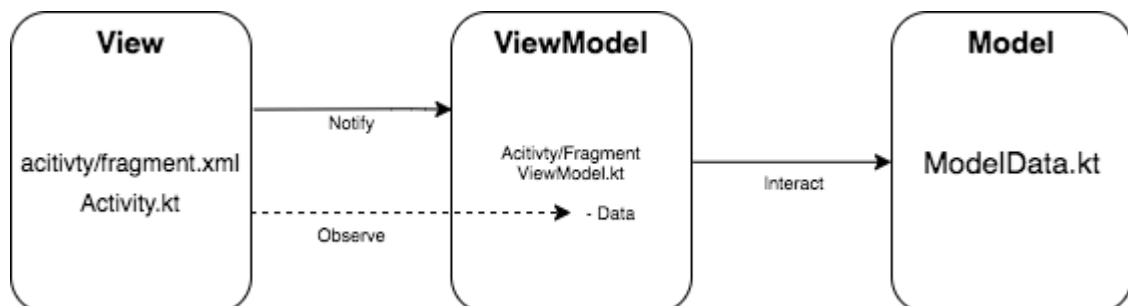 View
ViewModel
Model
Notify
acitivty/fragment.xml
Activity.kt
Acitivty/Fragment
ViewModel.kt
Interact
ModelData.kt
- Data
Observe